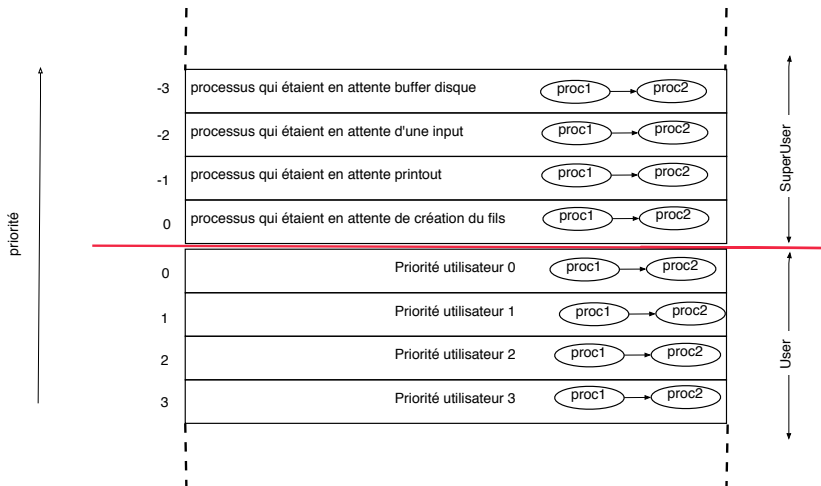 -3 processus qui étaient en attente buffer disque proc1 proc2
-2 processus qui étaient en attente d'une input proc1 proc2
-1 processus qui étaient en attente printout proc1 proc2
0 processus qui étaient en attente de création du fils proc1 proc2
0 Priorité utilisateur 0 proc1 proc2
1 Priorité utilisateur 1 proc1 proc2
2 Priorité utilisateur 2 proc1 proc2
3 Priorité utilisateur 3 proc1 proc2
priorité
SuperUser
User